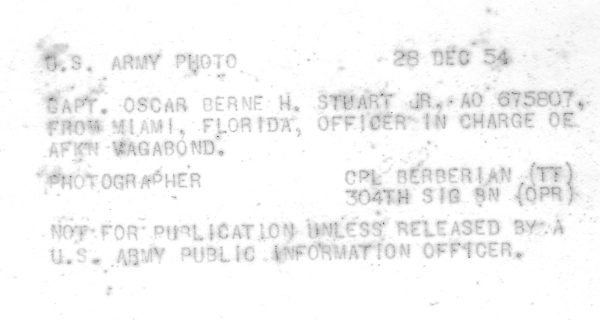 U.S. ARMY PHOTO 28 DEC 54
CAPT. OSCAR BERNE H. STUART JR, AO 675807,
FROM MIAMI, FLORIDA, OFFICER IN CHARGE OF
AFKN VAGABOND.
PHOTOGRAPHER CPL BERBERIAN (TT)
304TH SIG BN (OPR)
NOT FOR PUBLICATION UNLESS RELEASED BY A
U.S. ARMY PUBLIC INFORMATION OFFICER.